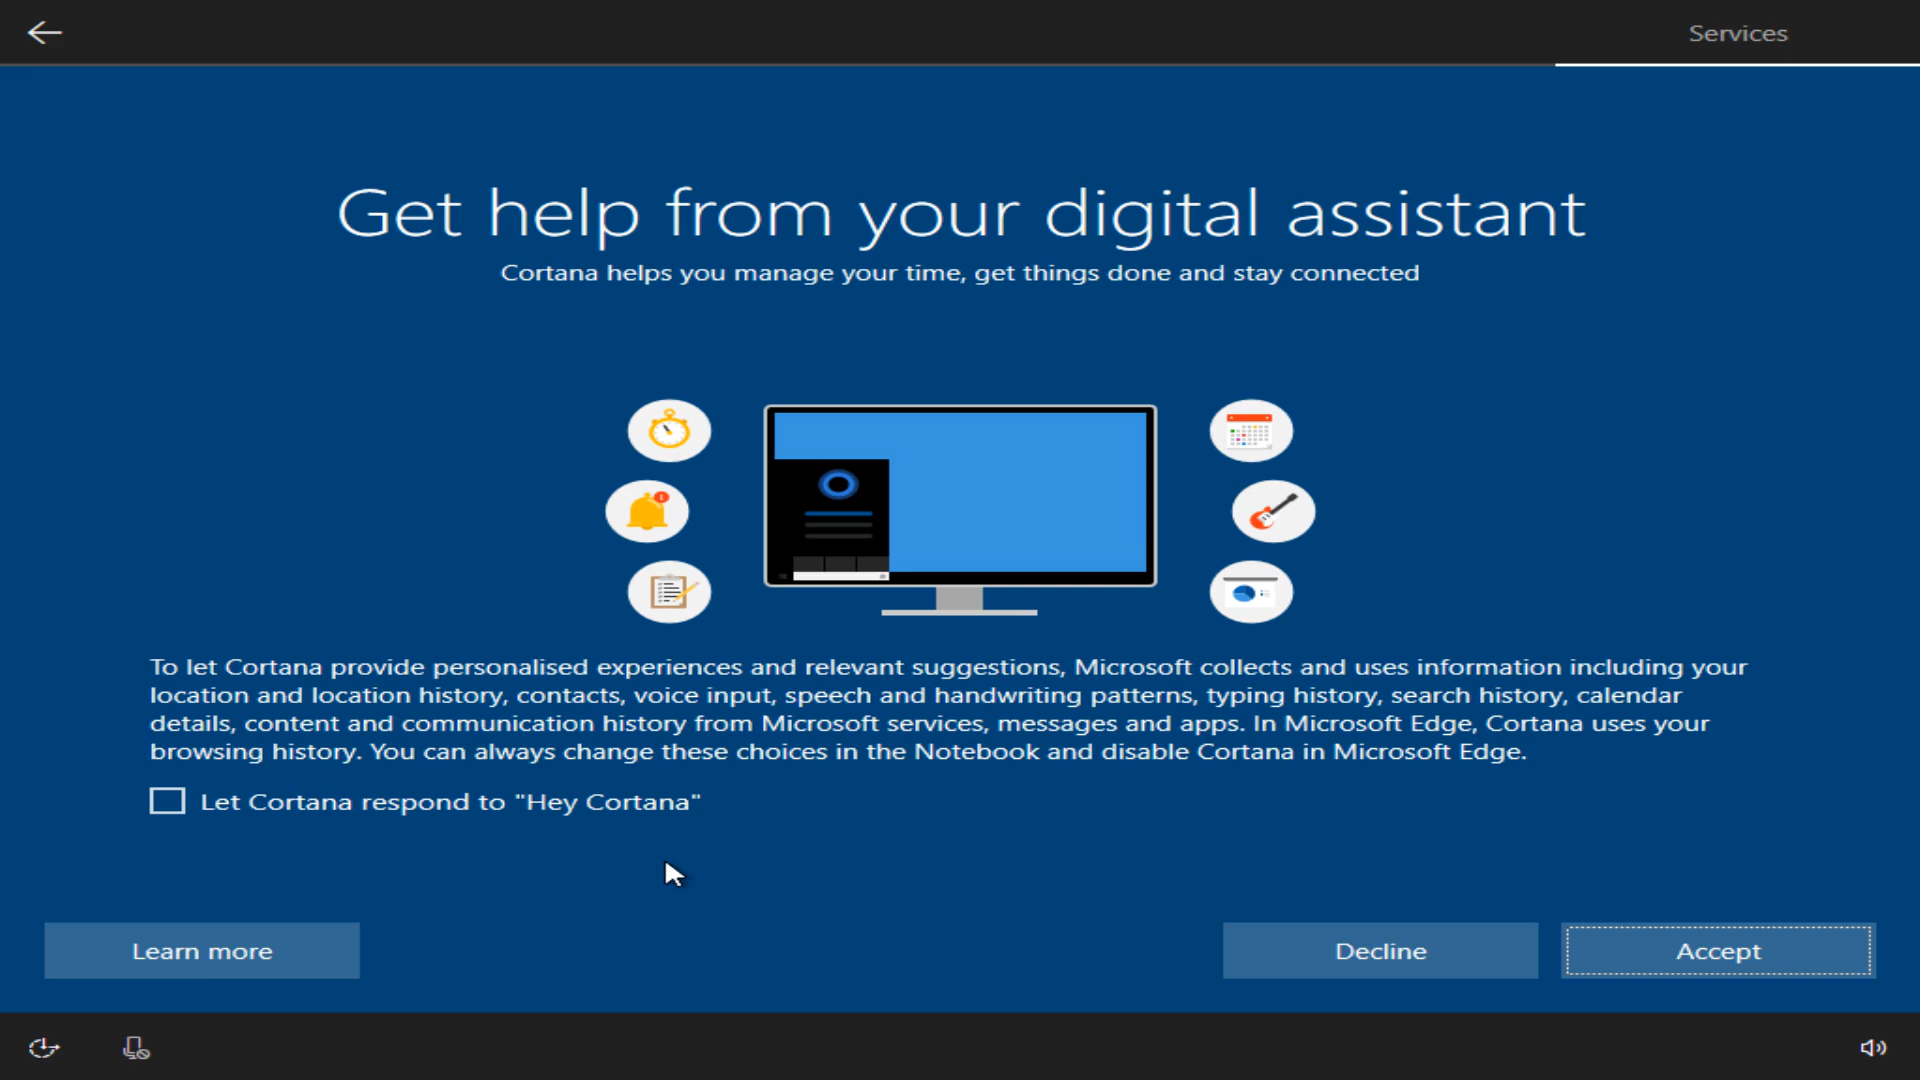 Services
Get help from your digital assistant
Cortana helps you manage your time, get things done and stay connected
To let Cortana provide personalised experiences and relevant suggestions, Microsoft collects and uses information including your
location and location history, contacts, voice input, speech and handwriting patterns, typing history, search history, calendar
details, content and communication history from Microsoft services, messages and apps. In Microsoft Edge, Cortana uses your
browsing history. You can always change these choices in the Notebook and disable Cortana in Microsoft Edge.
Let Cortana respond to "Hey Cortana"
Learn more
Decline
Accept